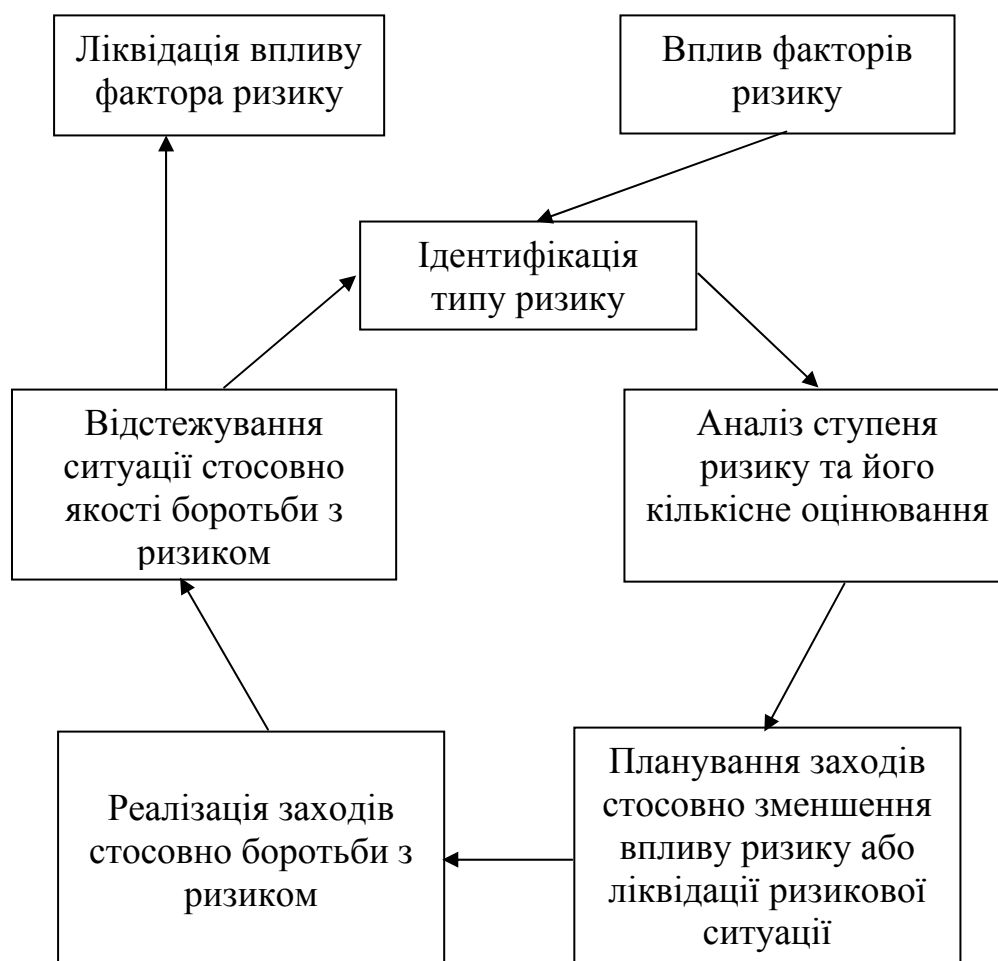 Ліквідація впливу
фактора ризику
Вплив факторів
ризику
Ідентифікація
типу ризику
Відстежування
ситуації стосовно
якості боротьби з
ризиком
Аналіз ступеня
ризику та його
кількісне оцінювання
Реалізація заходів
стосовно боротьби з
ризиком
Планування заходів
стосовно зменшення
впливу ризику або
ліквідації ризикової
ситуації